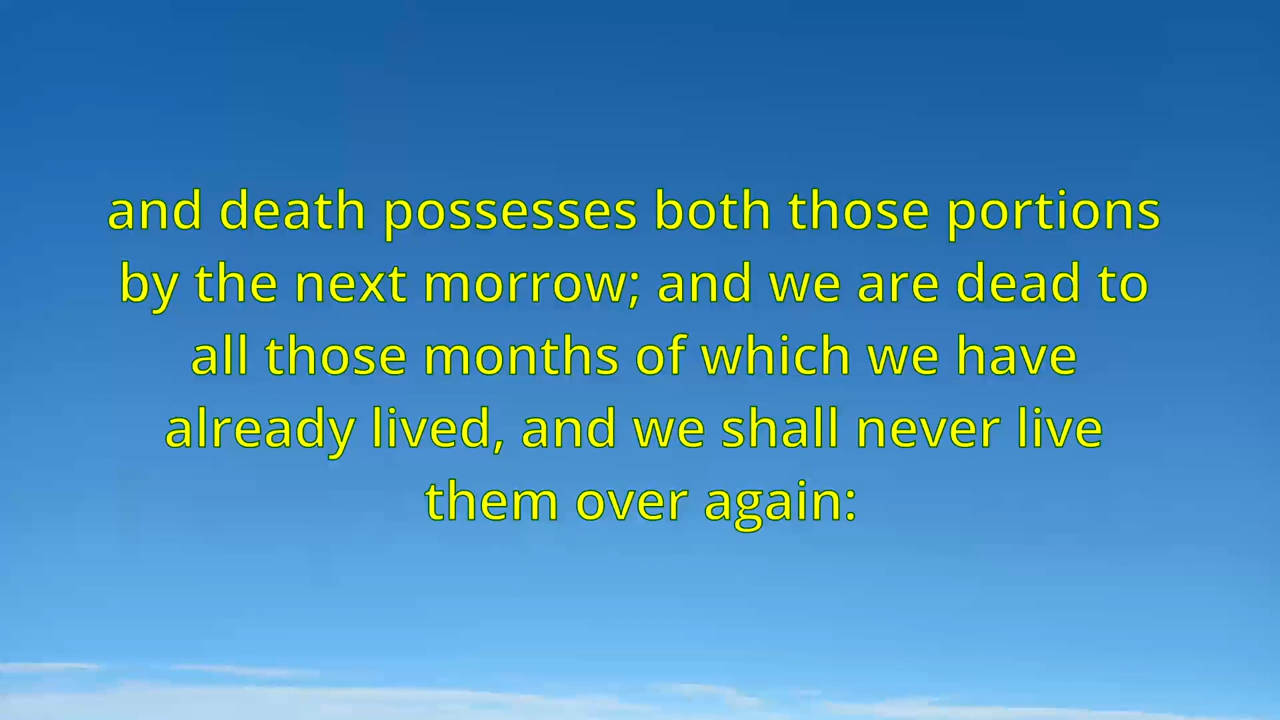 and death possesses both those portions
by the next morrow; and we are dead to
all those months of which we have
already lived, and we shall never live
them over again: